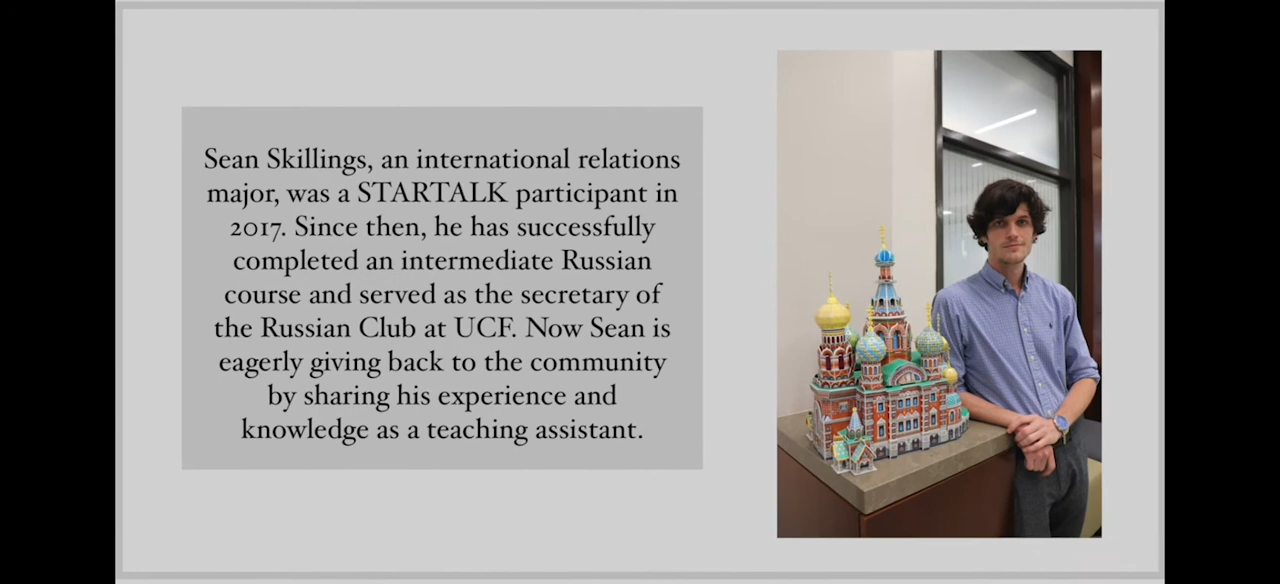 Sean Skillings, an international relations
major, was a STARTALK participant in
2017. Since then, he has successfully
completed an intermediate Russian
course and served as the secretary of
the Russian Club at UCF. Now Sean is
eagerly giving back to the community
by sharing his experience and
knowledge as a teaching assistant.